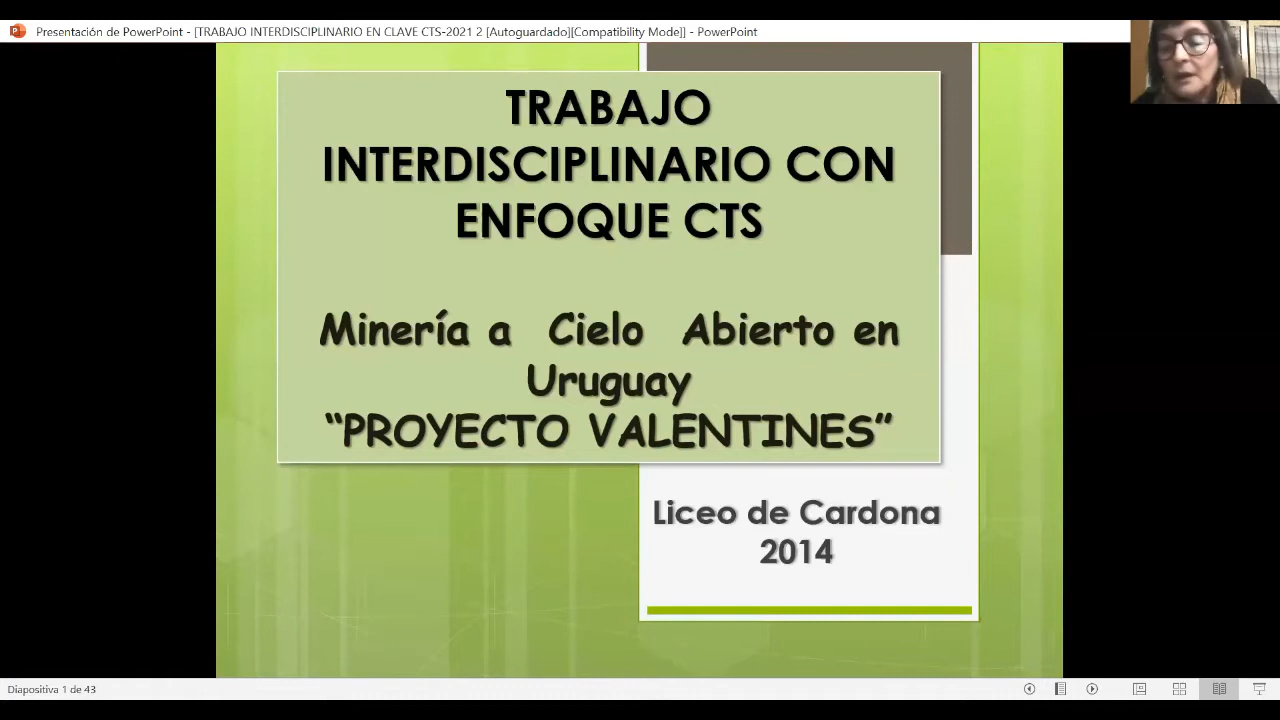 Presentación de PowerPoint - [TRABAJO INTERDISCIPLINARIO EN CLAVE CTS-2021 2 [Autoguardado][Compatibility Mode]] - PowerPoint
TRABAJO
INTERDISCIPLINARIO CON
ENFOQUE CTS
Minería a Cielo Abierto en
Uruguay
“PROYECTO VALENTINES”
Liceo de Cardona
2014
Diapositiva 1 de 43